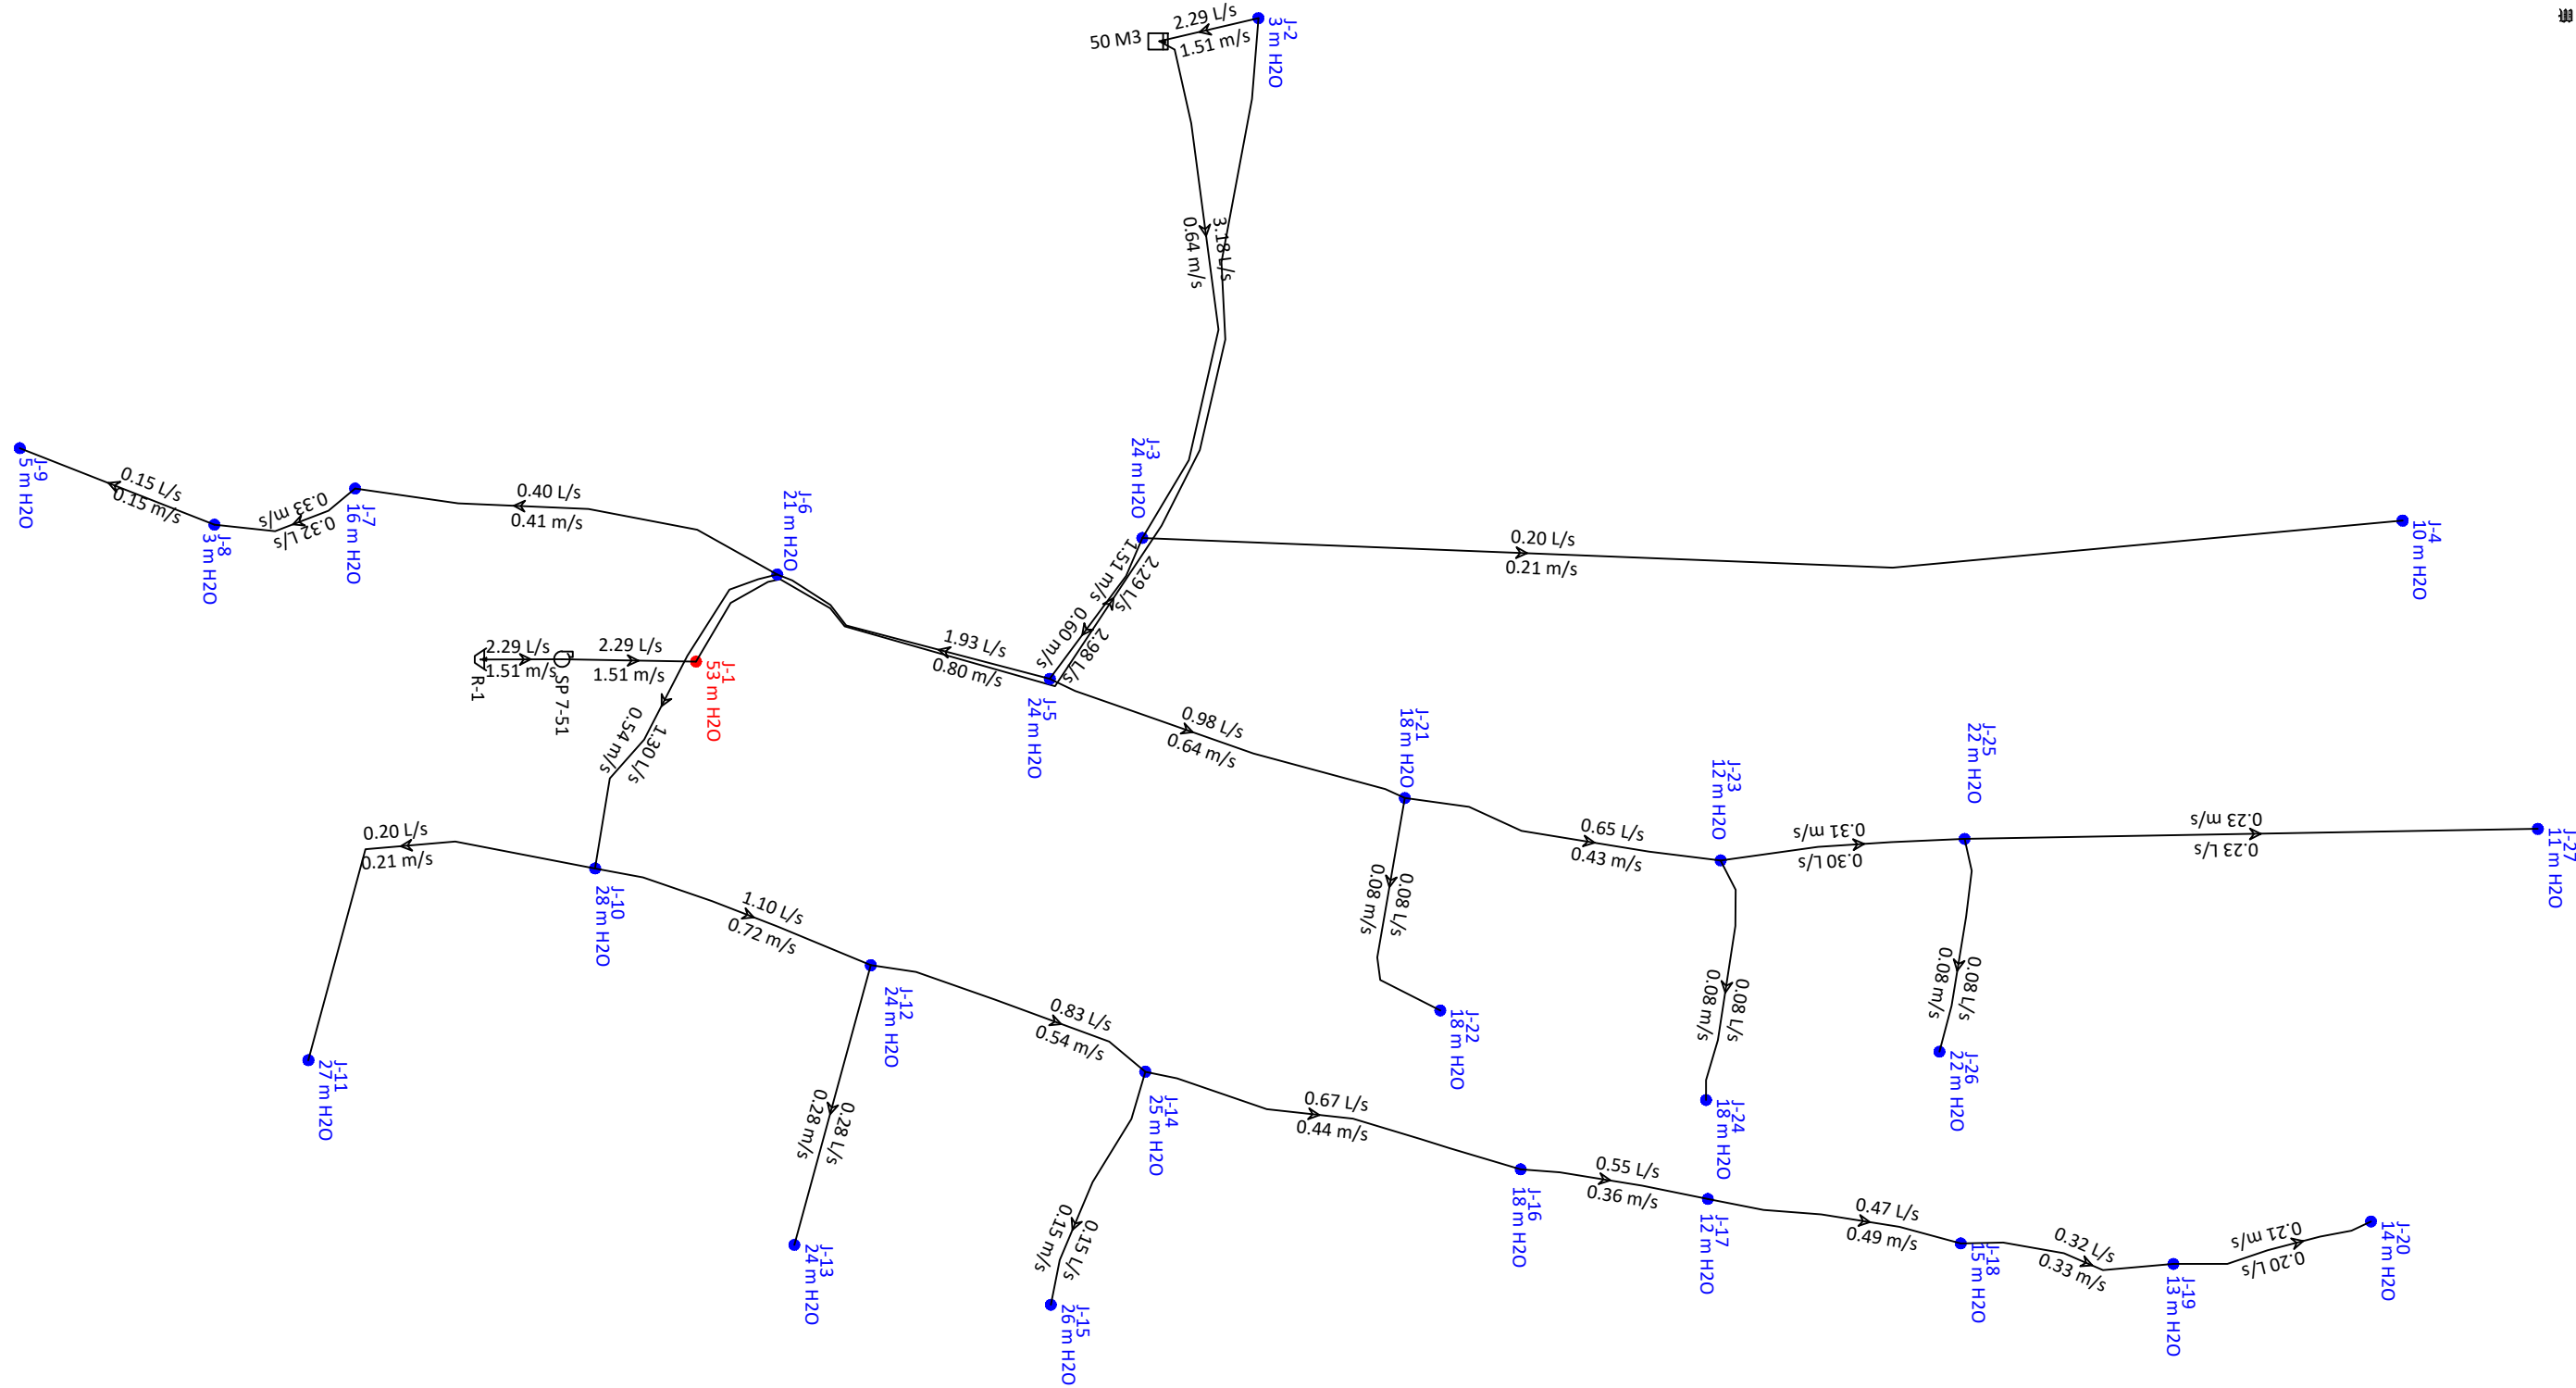 2.29 L/s
1.51 m/s
50 M3
J-2
3 m H2O
3.18 L/s
0.64 m/s
J-3
24 m H2O
J-9
5 m H2O
0.15 L/s
0.15 m/s
0.33 m/s
0.32 L/s
J-8
3 m H2O
J-7
16 m H2O
0.40 L/s
0.41 m/s
J-6
21 m H2O
1.51 m/s
2.29 L/s
0.60 m/s
2.98 L/s
0.20 L/s
0.21 m/s
J-4
10 m H2O
2.29 L/s
1.51 m/s
R-1
SP 7-51
2.29 L/s
1.51 m/s
J-1
53 m H2O
1.93 L/s
0.80 m/s
J-5
24 m H2O
0.54 m/s
1.30 L/s
0.98 L/s
0.64 m/s
J-21
18 m H2O
0.65 L/s
0.43 m/s
J-23
12 m H2O
0.31 m/s
0.30 L/s
J-25
22 m H2O
0.23 m/s
0.23 L/s
J-27
11 m H2O
0.20 L/s
0.21 m/s
J-10
28 m H2O
1.10 L/s
0.72 m/s
0.08 L/s
0.08 m/s
0.08 L/s
0.08 m/s
0.08 L/s
0.08 m/s
J-11
27 m H2O
J-12
24 m H2O
0.83 L/s
0.54 m/s
J-22
18 m H2O
J-24
18 m H2O
J-26
22 m H2O
0.28 L/s
0.28 m/s
J-14
25 m H2O
0.67 L/s
0.44 m/s
J-16
18 m H2O
0.55 L/s
0.36 m/s
J-17
12 m H2O
0.47 L/s
0.49 m/s
J-18
15 m H2O
0.32 L/s
0.33 m/s
J-19
13 m H2O
0.21 m/s
0.20 L/s
J-20
14 m H2O
J-13
24 m H2O
0.15 L/s
0.15 m/s
J-15
26 m H2O